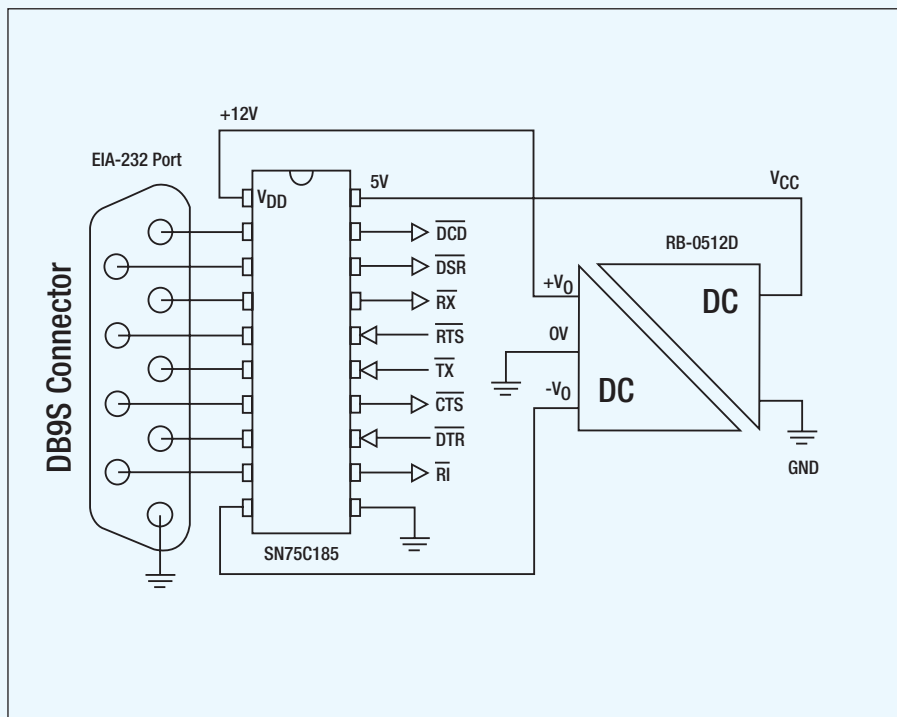 +12V
EIA-232 Port
DB9S Connector
VDD
5V
VCC
DCD
DSR
RX
RTS
TX
CTS
DTR
RI
SN75C185
RB-0512D
+VO
0V
-VO
DC
DC
GND